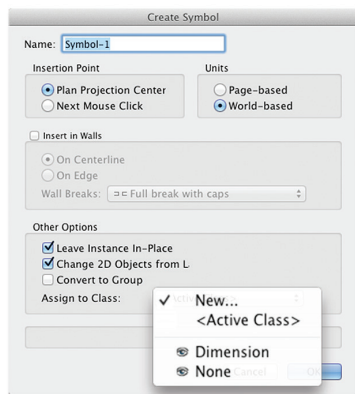 Create Symbol
Name: Symbol-1
Insertion Point
Units
Plan Projection Center
Page-based
Next Mouse Click
World-based
Insert in Walls
On Centerline
On Edge
Wall Breaks: Full break with caps
Other Options
Leave Instance In-Place
Change 2D Objects from
Convert to Group
Assign to Class:
New...
<Active Class>
Dimension
None
Cancel
OK